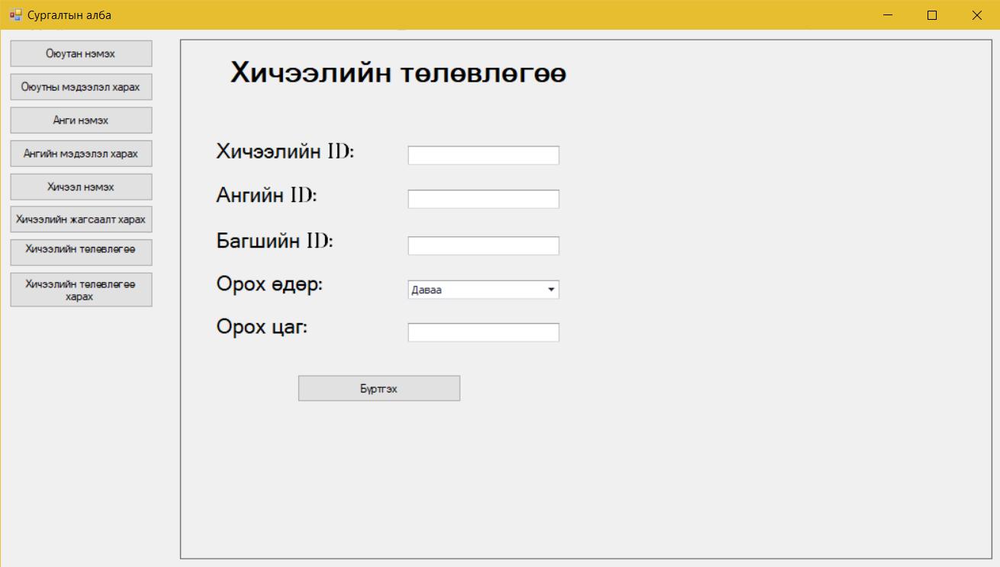 Сургалтын алба
Оюутан нэмэх
Оюутны мэдээлэл харах
Анги нэмэх
Ангийн мэдээлэл харах
Хичээл нэмэх
Хичээлийн жагсаалт харах
Хичээлийн төлөвлөгөө
Хичээлийн төлөвлөгөө
харах
Хичээлийн төлөвлөгөө
Хичээлийн ID:
Ангийн ID:
Багшийн ID:
Орох өдөр:
Даваа
Орох цаг:
Бүртгэх